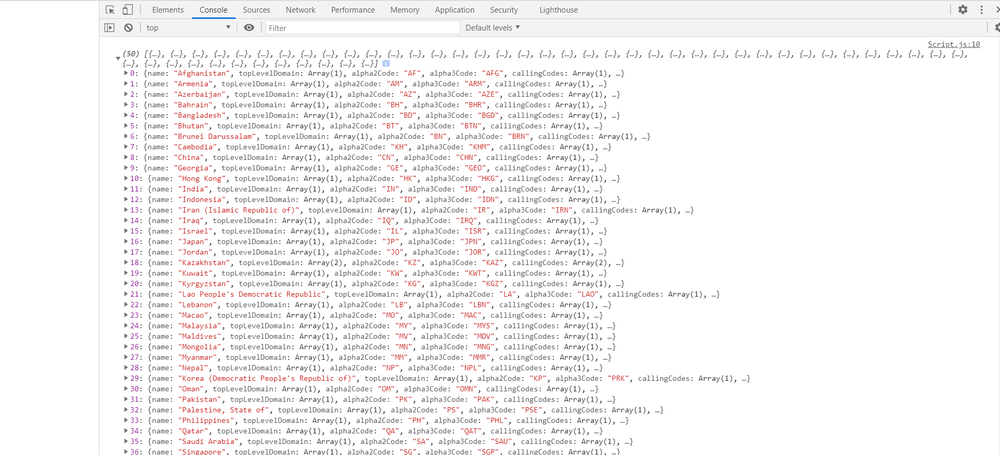 Elements Console Sources Network Performance Memory Application Security Lighthouse
top Filter Default levels
Script.js:10
(50) [{…}, {…}, {…}, {…}, {…}, {…}, {…}, {…}, {…}, {…}, {…}, {…}, {…}, {…}, {…}, {…}, {…}, {…}, {…}, {…}, {…}, {…}, {…}, {…}, {…}, {…}, {…}, {…}, {…}, {…}, {…}, {…}, {…}, {…}, {…}, {…}, {…}, {…},
{…}, {…}, {…}, {…}, {…}, {…}, {…}, {…}, {…}, {…}, {…}, {…}] i
0: {name: "Afghanistan", topLevelDomain: Array(1), alpha2Code: "AF", alpha3Code: "AFG", callingCodes: Array(1), …}
1: {name: "Armenia", topLevelDomain: Array(1), alpha2Code: "AM", alpha3Code: "ARM", callingCodes: Array(1), …}
2: {name: "Azerbaijan", topLevelDomain: Array(1), alpha2Code: "AZ", alpha3Code: "AZE", callingCodes: Array(1), …}
3: {name: "Bahrain", topLevelDomain: Array(1), alpha2Code: "BH", alpha3Code: "BHR", callingCodes: Array(1), …}
4: {name: "Bangladesh", topLevelDomain: Array(1), alpha2Code: "BD", alpha3Code: "BGD", callingCodes: Array(1), …}
5: {name: "Bhutan", topLevelDomain: Array(1), alpha2Code: "BT", alpha3Code: "BTN", callingCodes: Array(1), …}
6: {name: "Brunei Darussalam", topLevelDomain: Array(1), alpha2Code: "BN", alpha3Code: "BRN", callingCodes: Array(1), …}
7: {name: "Cambodia", topLevelDomain: Array(1), alpha2Code: "KH", alpha3Code: "KHM", callingCodes: Array(1), …}
8: {name: "China", topLevelDomain: Array(1), alpha2Code: "CN", alpha3Code: "CHN", callingCodes: Array(1), …}
9: {name: "Georgia", topLevelDomain: Array(1), alpha2Code: "GE", alpha3Code: "GEO", callingCodes: Array(1), …}
10: {name: "Hong Kong", topLevelDomain: Array(1), alpha2Code: "HK", alpha3Code: "HKG", callingCodes: Array(1), …}
11: {name: "India", topLevelDomain: Array(1), alpha2Code: "IN", alpha3Code: "IND", callingCodes: Array(1), …}
12: {name: "Indonesia", topLevelDomain: Array(1), alpha2Code: "ID", alpha3Code: "IDN", callingCodes: Array(1), …}
13: {name: "Iran (Islamic Republic of)", topLevelDomain: Array(1), alpha2Code: "IR", alpha3Code: "IRN", callingCodes: Array(1), …}
14: {name: "Iraq", topLevelDomain: Array(1), alpha2Code: "IQ", alpha3Code: "IRQ", callingCodes: Array(1), …}
15: {name: "Israel", topLevelDomain: Array(1), alpha2Code: "IL", alpha3Code: "ISR", callingCodes: Array(1), …}
16: {name: "Japan", topLevelDomain: Array(1), alpha2Code: "JP", alpha3Code: "JPN", callingCodes: Array(1), …}
17: {name: "Jordan", topLevelDomain: Array(1), alpha2Code: "JO", alpha3Code: "JOR", callingCodes: Array(1), …}
18: {name: "Kazakhstan", topLevelDomain: Array(2), alpha2Code: "KZ", alpha3Code: "KAZ", callingCodes: Array(2), …}
19: {name: "Kuwait", topLevelDomain: Array(1), alpha2Code: "KW", alpha3Code: "KWT", callingCodes: Array(1), …}
20: {name: "Kyrgyzstan", topLevelDomain: Array(1), alpha2Code: "KG", alpha3Code: "KGZ", callingCodes: Array(1), …}
21: {name: "Lao People's Democratic Republic", topLevelDomain: Array(1), alpha2Code: "LA", alpha3Code: "LAO", callingCodes: Array(1), …}
22: {name: "Lebanon", topLevelDomain: Array(1), alpha2Code: "LB", alpha3Code: "LBN", callingCodes: Array(1), …}
23: {name: "Macao", topLevelDomain: Array(1), alpha2Code: "MO", alpha3Code: "MAC", callingCodes: Array(1), …}
24: {name: "Malaysia", topLevelDomain: Array(1), alpha2Code: "MY", alpha3Code: "MYS", callingCodes: Array(1), …}
25: {name: "Maldives", topLevelDomain: Array(1), alpha2Code: "MV", alpha3Code: "MDV", callingCodes: Array(1), …}
26: {name: "Mongolia", topLevelDomain: Array(1), alpha2Code: "MN", alpha3Code: "MNG", callingCodes: Array(1), …}
27: {name: "Myanmar", topLevelDomain: Array(1), alpha2Code: "MM", alpha3Code: "MMR", callingCodes: Array(1), …}
28: {name: "Nepal", topLevelDomain: Array(1), alpha2Code: "NP", alpha3Code: "NPL", callingCodes: Array(1), …}
29: {name: "Korea (Democratic People's Republic of)", topLevelDomain: Array(1), alpha2Code: "KP", alpha3Code: "PRK", callingCodes: Array(1), …}
30: {name: "Oman", topLevelDomain: Array(1), alpha2Code: "OM", alpha3Code: "OMN", callingCodes: Array(1), …}
31: {name: "Pakistan", topLevelDomain: Array(1), alpha2Code: "PK", alpha3Code: "PAK", callingCodes: Array(1), …}
32: {name: "Palestine, State of", topLevelDomain: Array(1), alpha2Code: "PS", alpha3Code: "PSE", callingCodes: Array(1), …}
33: {name: "Philippines", topLevelDomain: Array(1), alpha2Code: "PH", alpha3Code: "PHL", callingCodes: Array(1), …}
34: {name: "Qatar", topLevelDomain: Array(1), alpha2Code: "QA", alpha3Code: "QAT", callingCodes: Array(1), …}
35: {name: "Saudi Arabia", topLevelDomain: Array(1), alpha2Code: "SA", alpha3Code: "SAU", callingCodes: Array(1), …}
36: {name: "Singapore", topLevelDomain: Array(1), alpha2Code: "SG", alpha3Code: "SGP", callingCodes: Array(1), …}